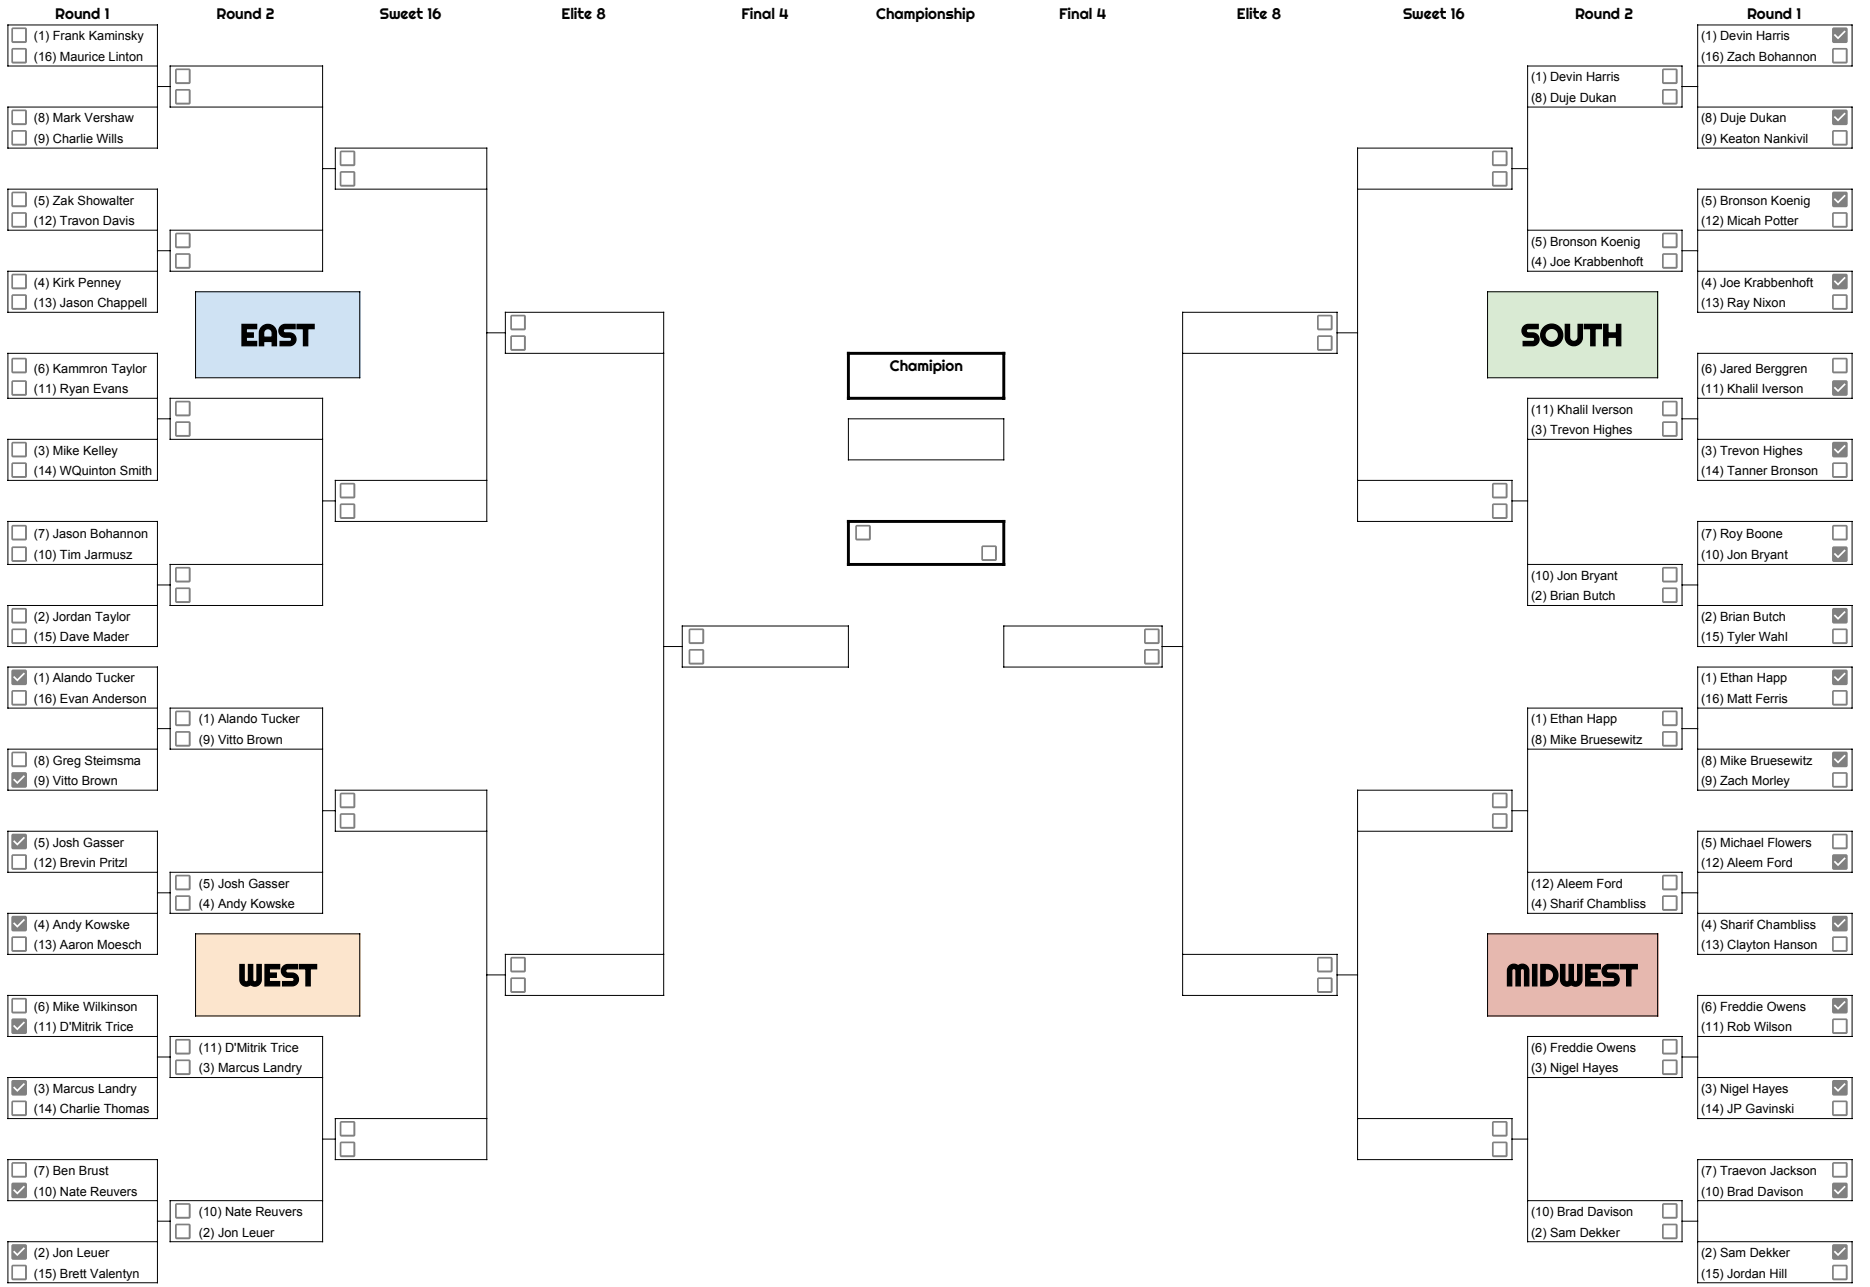 Round 1 Round 2 Sweet 16 Elite 8 Final 4 Championship Final 4 Elite 8 Sweet 16 Round 2 Round 1
(1) Frank Kaminsky
(16) Maurice Linton
(8) Mark Vershaw
(9) Charlie Wills
(5) Zak Showalter
(12) Travon Davis
(4) Kirk Penney
(13) Jason Chappell
EAST
(6) Kammron Taylor
(11) Ryan Evans
(3) Mike Kelley
(14) WQuinton Smith
(7) Jason Bohannon
(10) Tim Jarmusz
(2) Jordan Taylor
(15) Dave Mader
(1) Alando Tucker
(16) Evan Anderson
(8) Greg Steimsma
(9) Vitto Brown
(5) Josh Gasser
(12) Brevin Pritzl
(4) Andy Kowske
(13) Aaron Moesch
(6) Mike Wilkinson
(11) D'Mitrik Trice
(3) Marcus Landry
(14) Charlie Thomas
(7) Ben Brust
(10) Nate Reuvers
(2) Jon Leuer
(15) Brett Valentyn
(1) Alando Tucker
(9) Vitto Brown
(5) Josh Gasser
(4) Andy Kowske
WEST
(11) D'Mitrik Trice
(3) Marcus Landry
(10) Nate Reuvers
(2) Jon Leuer
Chamipion
(1) Devin Harris
(8) Duje Dukan
(5) Bronson Koenig
(4) Joe Krabbenhoft
SOUTH
(11) Khalil Iverson
(3) Trevon Highes
(10) Jon Bryant
(2) Brian Butch
(1) Ethan Happ
(8) Mike Bruesewitz
(12) Aleem Ford
(4) Sharif Chambliss
MIDWEST
(6) Freddie Owens
(3) Nigel Hayes
(10) Brad Davison
(2) Sam Dekker
(1) Devin Harris
(16) Zach Bohannon
(8) Duje Dukan
(9) Keaton Nankivil
(5) Bronson Koenig
(12) Micah Potter
(4) Joe Krabbenhoft
(13) Ray Nixon
(6) Jared Berggren
(11) Khalil Iverson
(3) Trevon Highes
(14) Tanner Bronson
(7) Roy Boone
(10) Jon Bryant
(2) Brian Butch
(15) Tyler Wahl
(1) Ethan Happ
(16) Matt Ferris
(8) Mike Bruesewitz
(9) Zach Morley
(5) Michael Flowers
(12) Aleem Ford
(4) Sharif Chambliss
(13) Clayton Hanson
(6) Freddie Owens
(11) Rob Wilson
(3) Nigel Hayes
(14) JP Gavinski
(7) Traevon Jackson
(10) Brad Davison
(2) Sam Dekker
(15) Jordan Hill